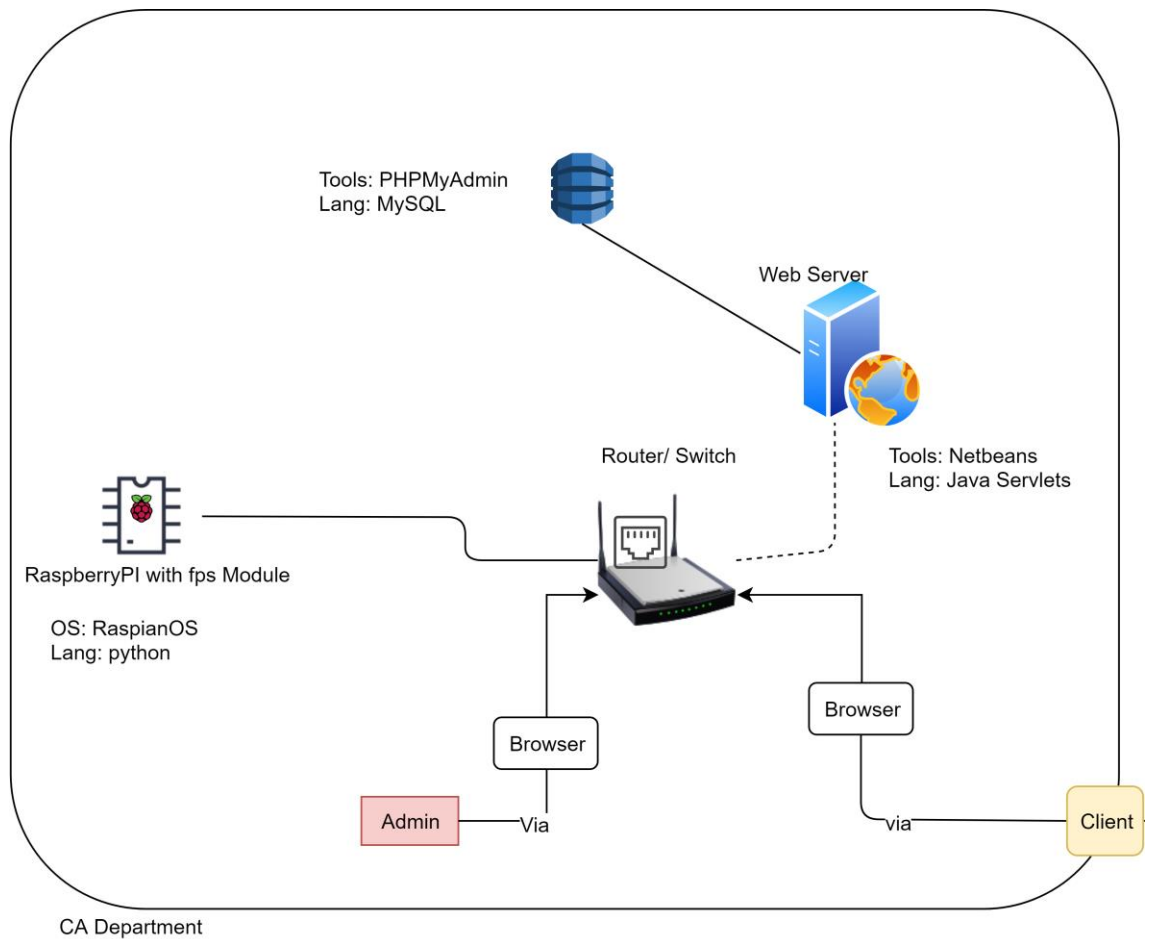 Tools: PHPMyAdmin
Lang: MySQL
Web Server
Tools: Netbeans
Lang: Java Servlets
Router/ Switch
RaspberryPI with fps Module
OS: RaspianOS
Lang: python
Browser
Browser
Admin
Via
via
Client
CA Department